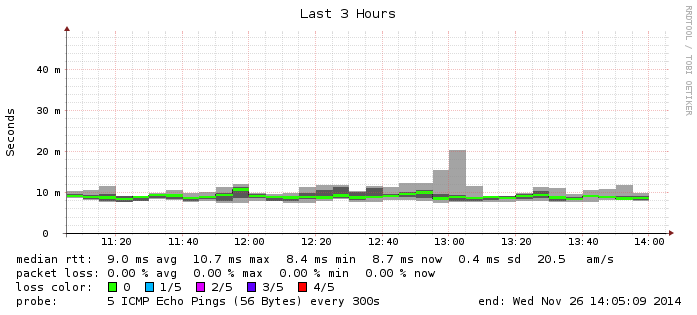 Last 3 Hours
RRDTOOL / TOBI OETIKER
Seconds
40 m
30 m
20 m
10 m
0
11:20 11:40 12:00 12:20 12:40 13:00 13:20 13:40 14:00
median rtt: 9.0 ms avg 10.7 ms max 8.4 ms min 8.7 ms now 0.4 ms sd 20.5 am/s
packet loss: 0.00 % avg 0.00 % max 0.00 % min 0.00 % now
loss color: 0 1/5 2/5 3/5 4/5
probe: 5 ICMP Echo Pings (56 Bytes) every 300s end: Wed Nov 26 14:05:09 2014